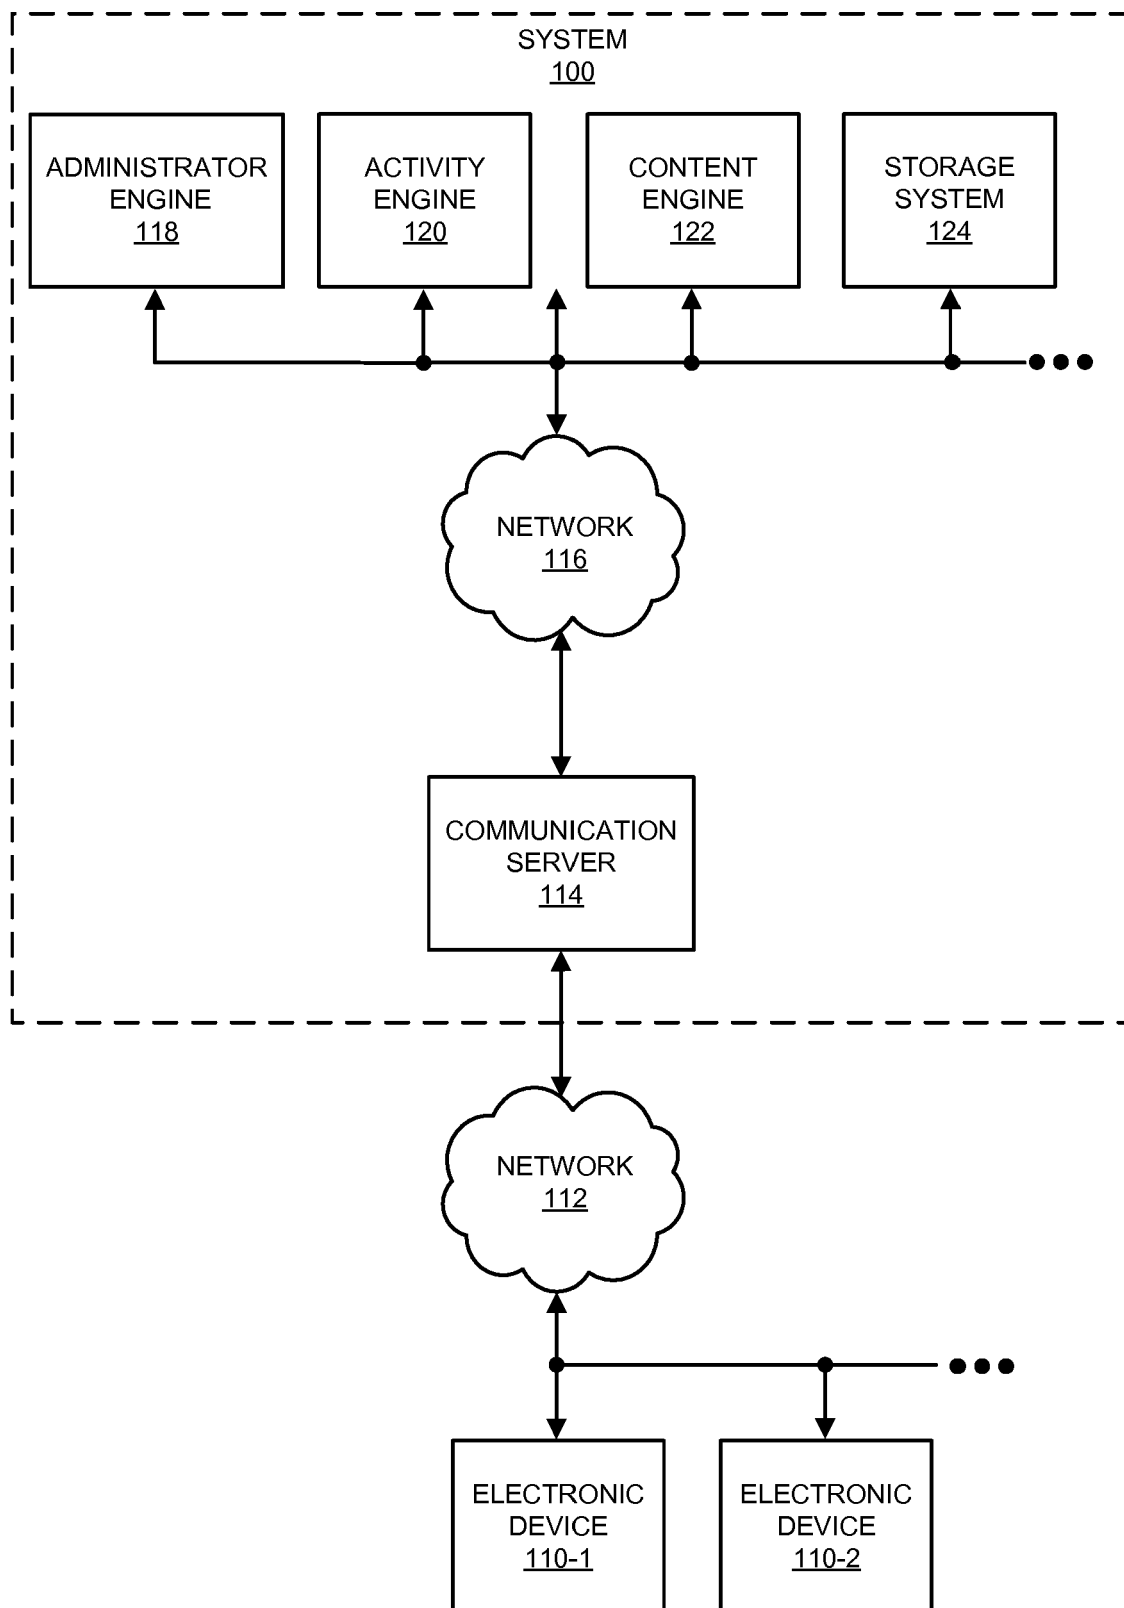 SYSTEM
100
ADMINISTRATOR
ENGINE
118
ACTIVITY
ENGINE
120
CONTENT
ENGINE
122
STORAGE
SYSTEM
124
NETWORK
116
COMMUNICATION
SERVER
114
NETWORK
112
ELECTRONIC
DEVICE
110-1
ELECTRONIC
DEVICE
110-2